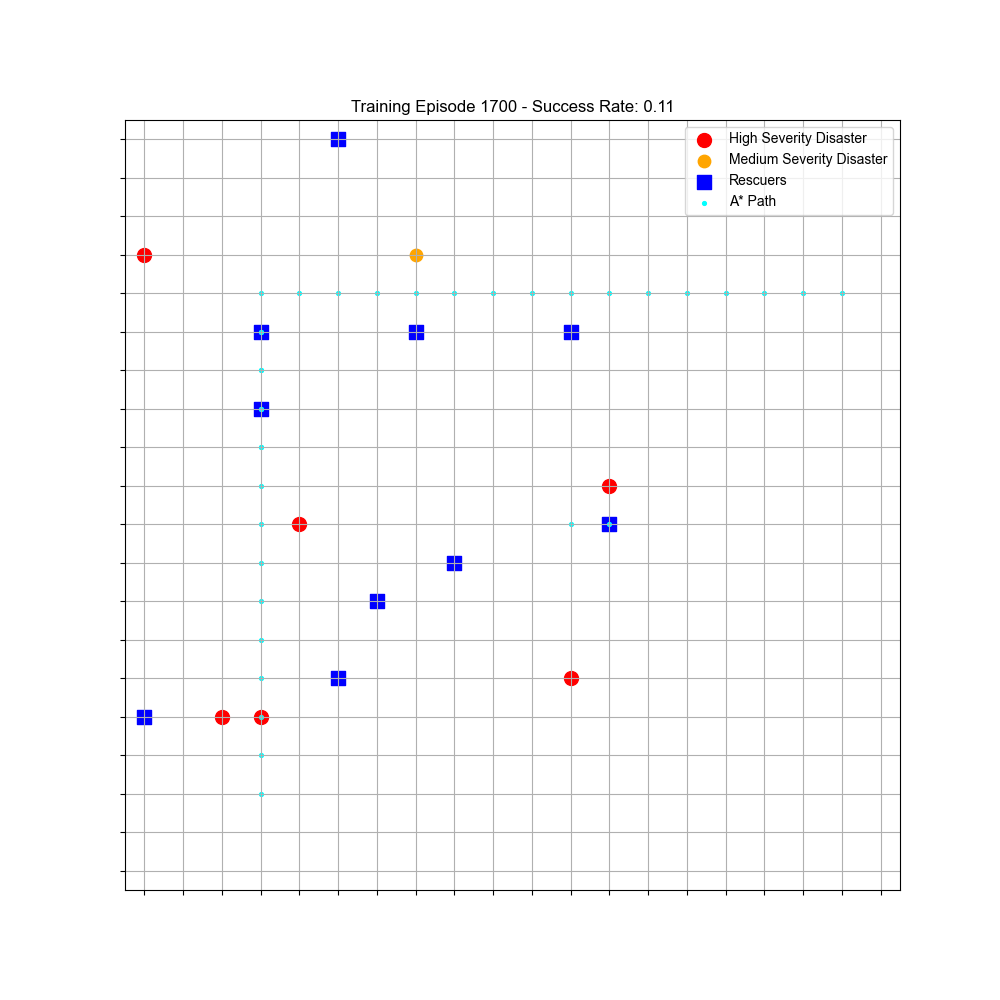 Training Episode 1700 - Success Rate: 0.11
High Severity Disaster
Medium Severity Disaster
Rescuers
A* Path